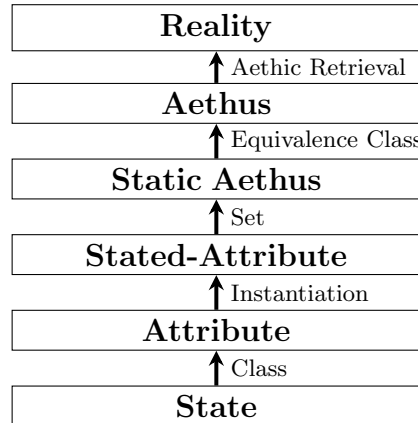 Reality
Aethic Retrieval
Aethus
Equivalence Class
Static Aethus
Set
Stated-Attribute
Instantiation
Attribute
Class
State